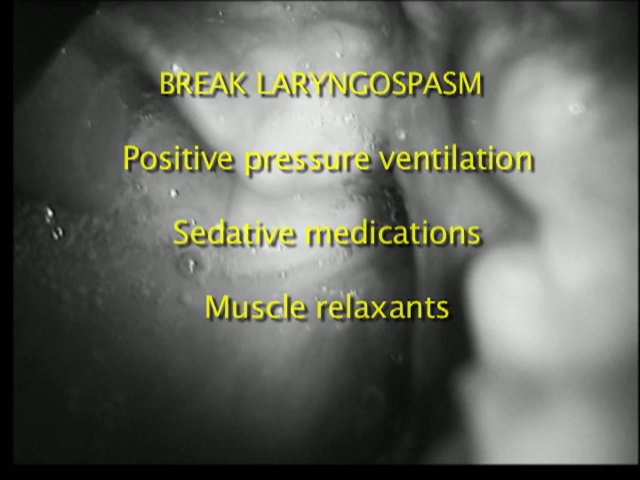 BREAK LARYNGOSPASM
Positive pressure ventilation
Sedative medications
Muscle relaxants